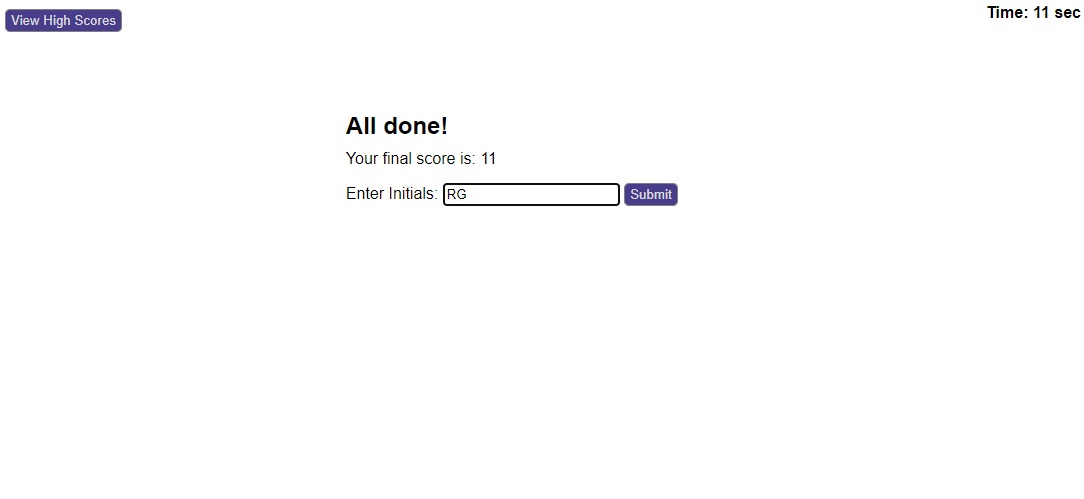 View High Scores
Time: 11 sec
All done!
Your final score is: 11
Enter Initials: RG Submit